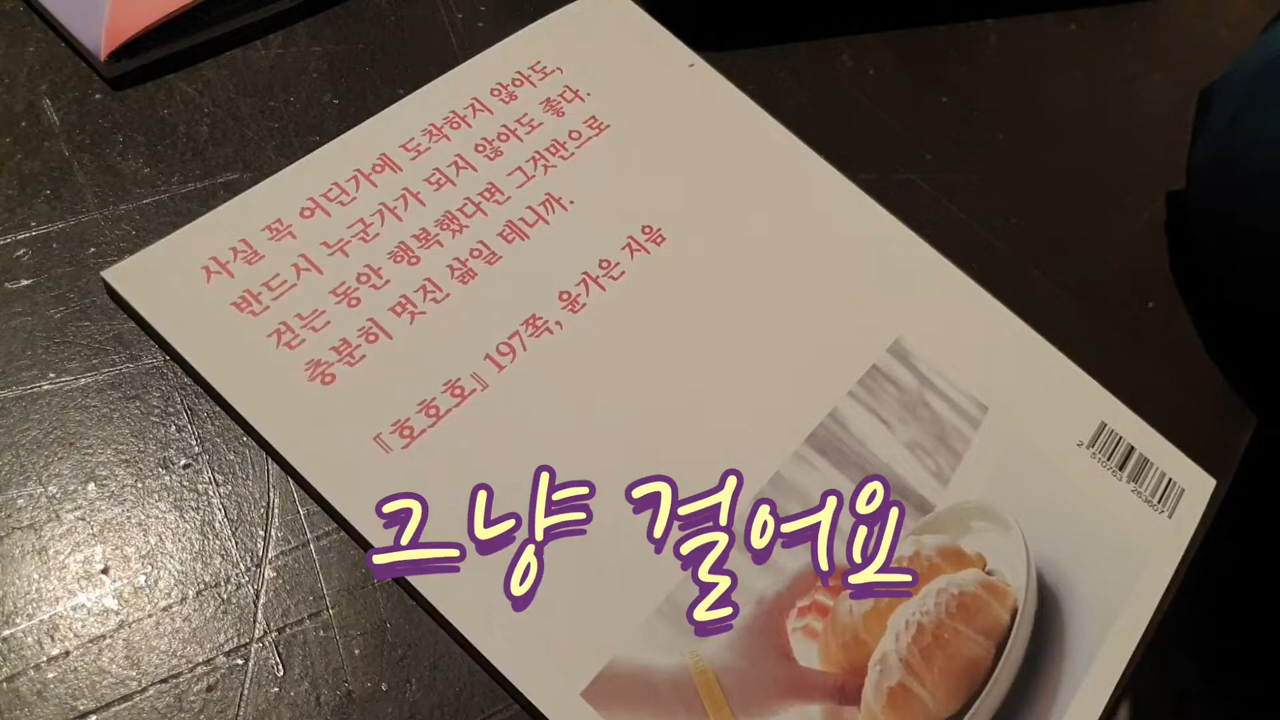 사실 꼭 어딘가에 도착하지 않아도,
반드시 누군가가 되지 않아도 좋다.
걷는 동안 행복했다면 그것만으로
충분히 멋진 삶일 테니까.
『호호호』 197쪽, 윤가은 지음
그냥 걸어요
2 510763 263607